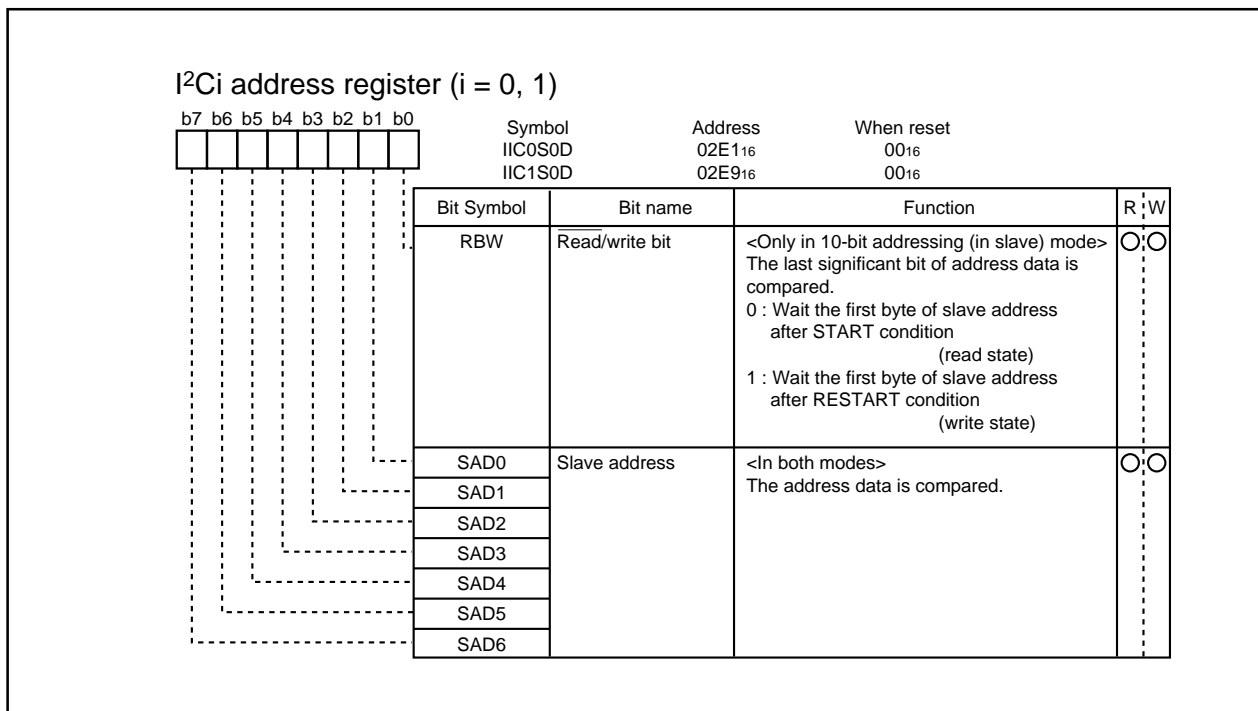 I²Ci address register (i = 0, 1)
b7 b6 b5 b4 b3 b2 b1 b0
Symbol Address When reset
IIC0S0D 02E1₁₆ 00₁₆
IIC1S0D 02E9₁₆ 00₁₆
Bit Symbol Bit name Function R W
RBW Read/write bit <Only in 10-bit addressing (in slave) mode>
The last significant bit of address data is
compared.
0 : Wait the first byte of slave address
after START condition
(read state)
1 : Wait the first byte of slave address
after RESTART condition
(write state)
SAD0 Slave address <In both modes>
SAD1 The address data is compared.
SAD2
SAD3
SAD4
SAD5
SAD6